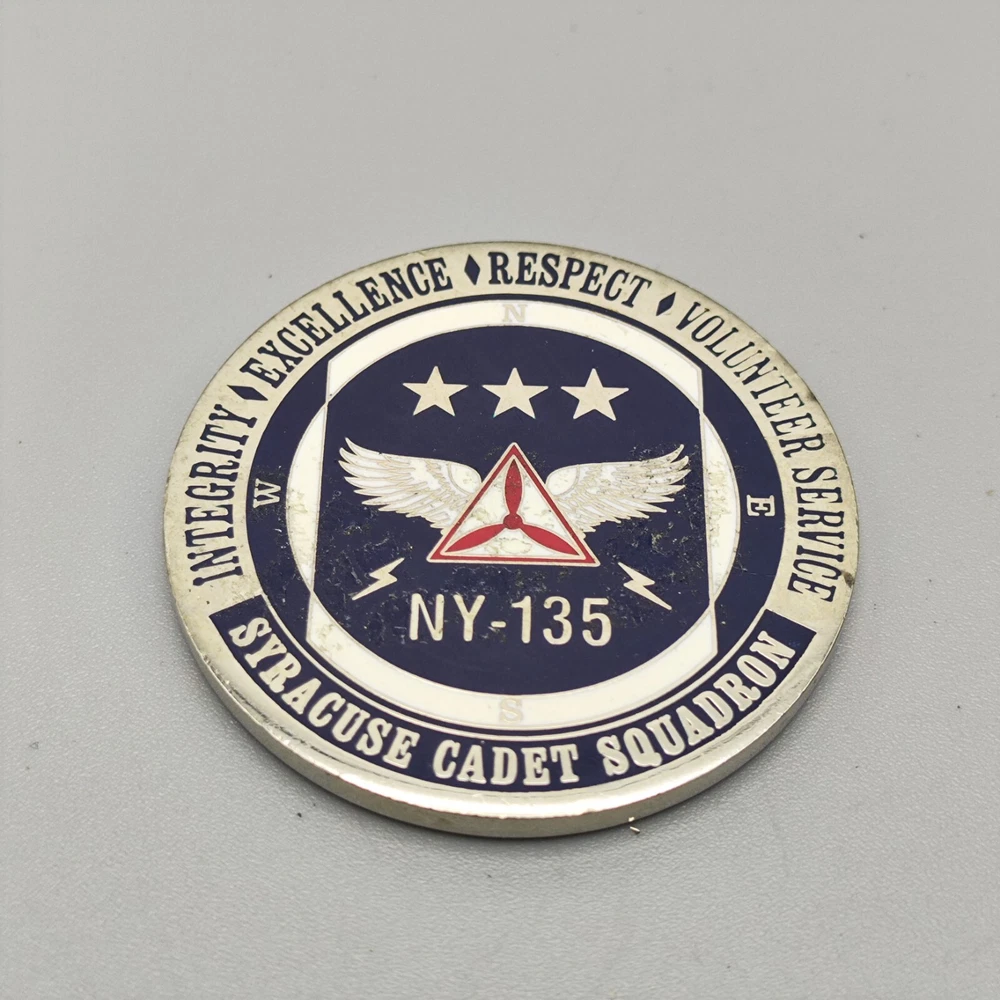 INTEGRITY ♦ EXCELLENCE ♦ RESPECT ♦ VOLUNTEER SERVICE
N
W
E
NY-135
S
SYRACUSE CADET SQUADRON